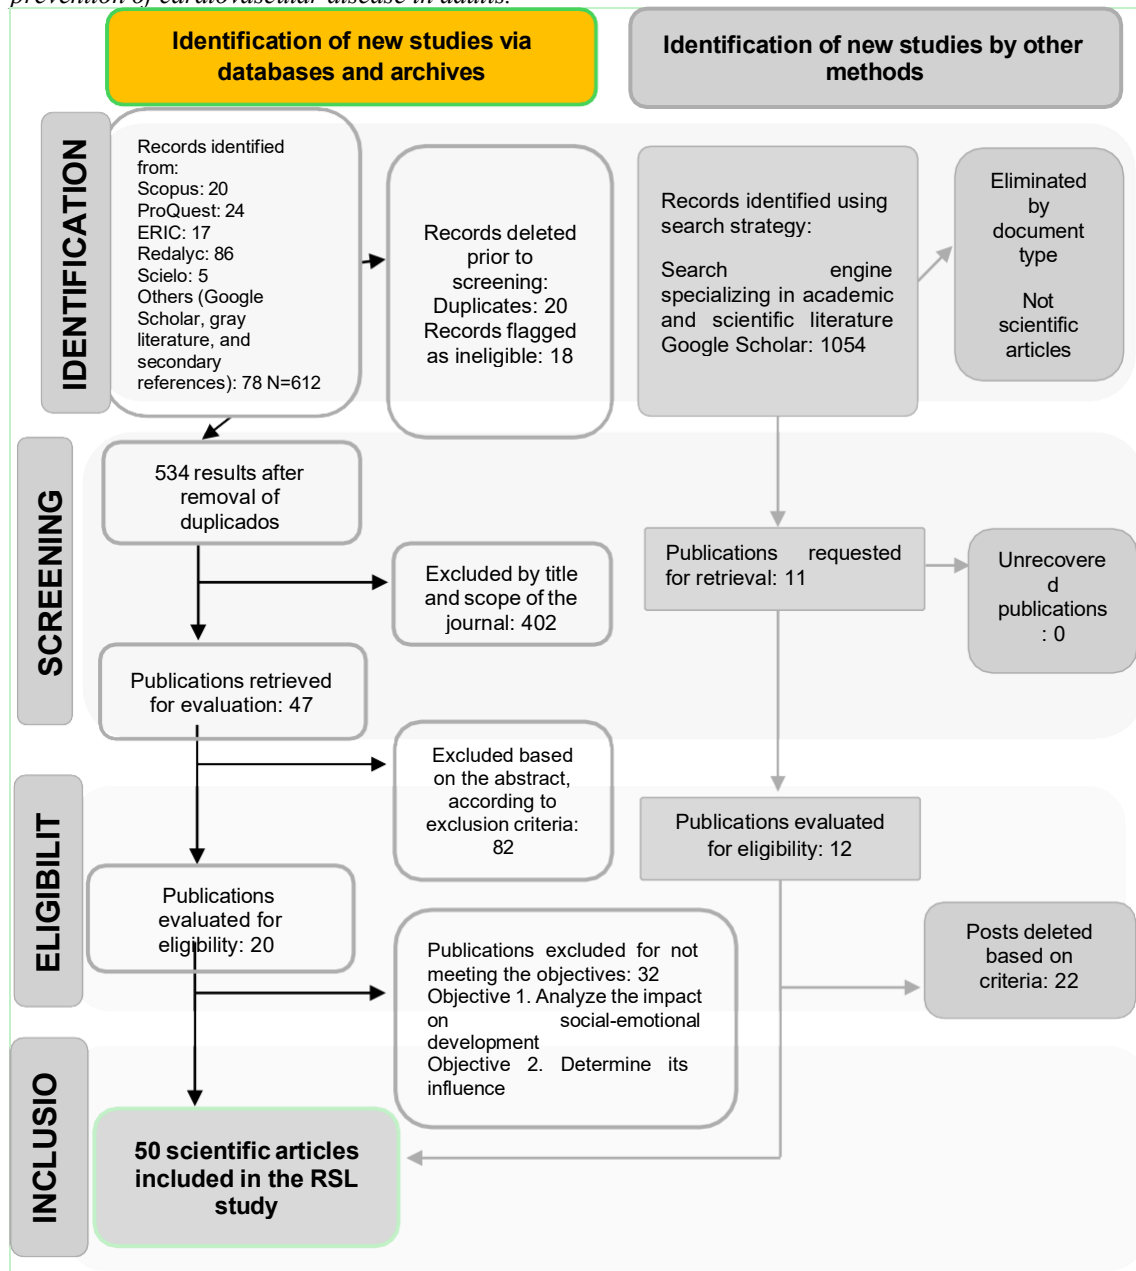 prevention of cardiovascular disease in adults.
Identification of new studies via
databases and archives
Identification of new studies by other
methods
IDENTIFICATION
Records identified
from:
Scopus: 20
ProQuest: 24
ERIC: 17
Redalyc: 86
Scielo: 5
Others (Google
Scholar, gray
literature, and
secondary
references): 78 N=612
Records deleted
prior to
screening:
Duplicates: 20
Records flagged
as ineligible: 18
Records identified using
search strategy:
Search engine
specializing in academic
and scientific literature
Google Scholar: 1054
Eliminated
by
document
type
Not
scientific
articles
SCREENING
534 results after
removal of
duplicados
Excluded by title
and scope of the
journal: 402
Publications requested
for retrieval: 11
Unrecovere
d
publications
: 0
Publications retrieved
for evaluation: 47
Excluded based
on the abstract,
according to
exclusion criteria:
82
ELIGIBILIT
Publications
evaluated for
eligibility: 20
Publications evaluated
for eligibility: 12
Publications excluded for not
meeting the objectives: 32
Objective 1. Analyze the impact
on social-emotional
development
Objective 2. Determine its
influence
Posts deleted
based on
criteria: 22
INCLUSIO
50 scientific articles
included in the RSL
study